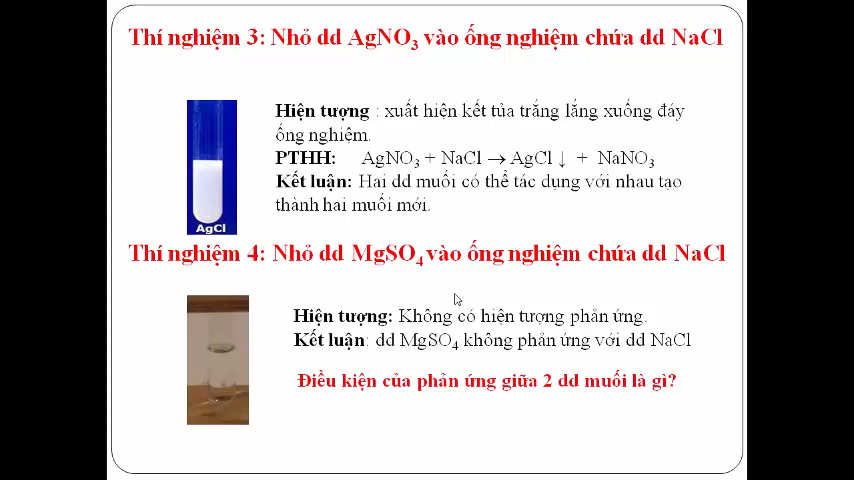 Thí nghiệm 3: Nhỏ dd AgNO₃ vào ống nghiệm chứa dd NaCl
Hiện tượng : xuất hiện kết tủa trắng lắng xuống đáy
ống nghiệm.
PTHH: AgNO₃ + NaCl → AgCl ↓ + NaNO₃
Kết luận: Hai dd muối có thể tác dụng với nhau tạo
thành hai muối mới.
AgCl
Thí nghiệm 4: Nhỏ dd MgSO₄ vào ống nghiệm chứa dd NaCl
Hiện tượng: Không có hiện tượng phản ứng.
Kết luận: dd MgSO₄ không phản ứng với dd NaCl
Điều kiện của phản ứng giữa 2 dd muối là gì?